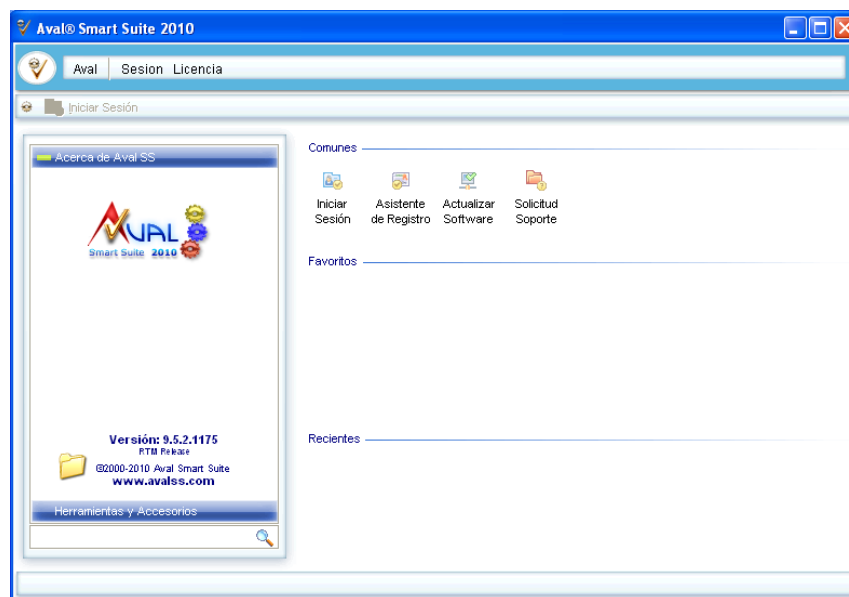 Aval® Smart Suite 2010
Aval Sesion Licencia
Iniciar Sesión
Acerca de Aval SS
AVAL
Smart Suite 2010
Versión: 9.5.2.1175
RTM Release
©2000-2010 Aval Smart Suite
www.avalss.com
Herramientas y Accesorios
Comunes
Iniciar Sesión
Asistente de Registro
Actualizar Software
Solicitud Soporte
Favoritos
Recientes